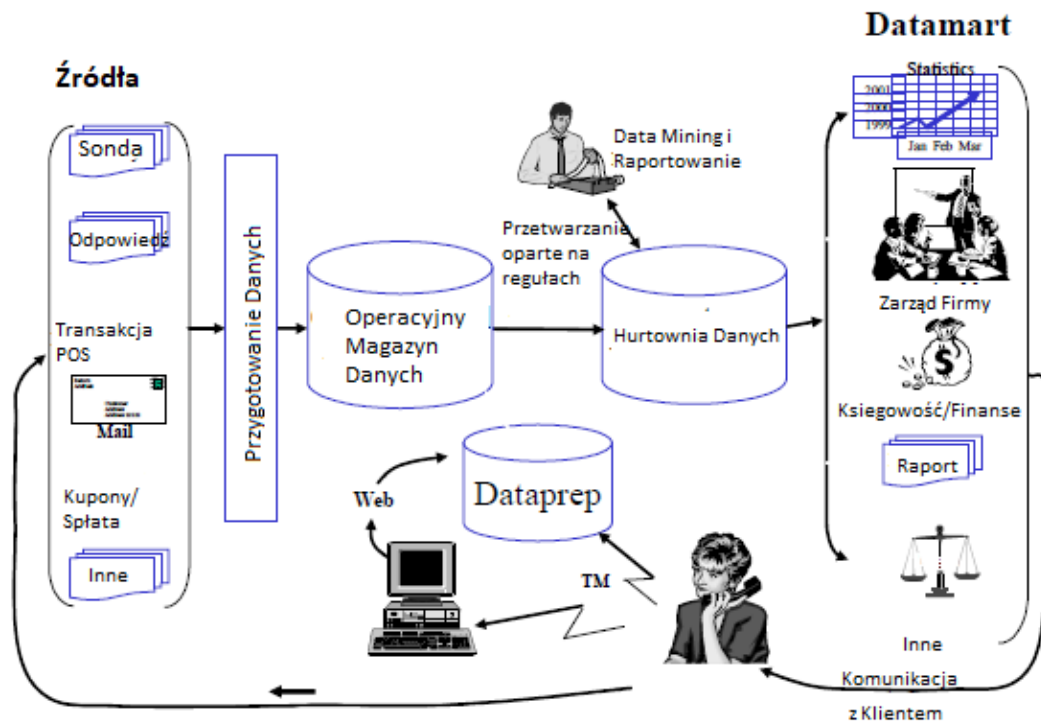 Datamart
Źródła
Sonda
Odpowiedź
Transakcja
POS
Mail
Kupony/
Spłata
Inne
Przygotowanie Danych
Operacyjny
Magazyn
Danych
Data Mining i
Raportowanie
Przetwarzanie
oparte na
regułach
Hurtownia Danych
Web
Dataprep
TM
Statistics
2001
2000
1999
Jan Feb Mar
Zarząd Firmy
$
Ksiegowość/Finanse
Raport
Inne
Komunikacja
z Klientem